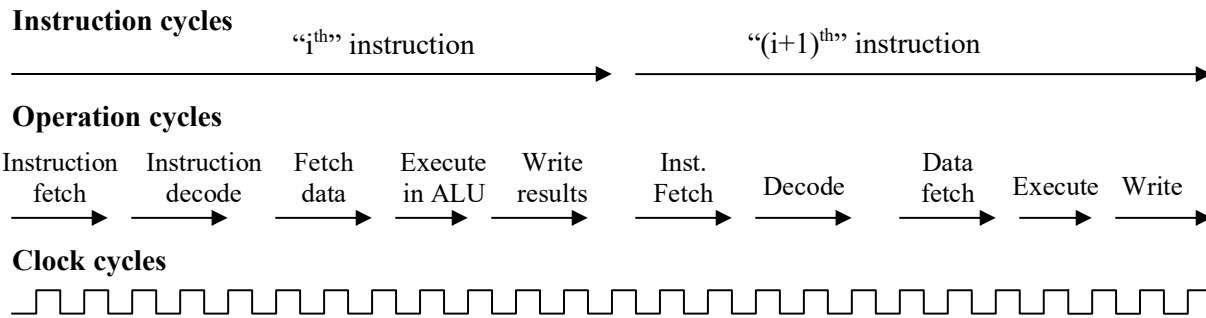 Instruction cycles
“iᵗʰ” instruction “(i+1)ᵗʰ” instruction
Operation cycles
Instruction fetch Instruction decode Fetch data Execute in ALU Write results Inst. Fetch Decode Data fetch Execute Write
Clock cycles